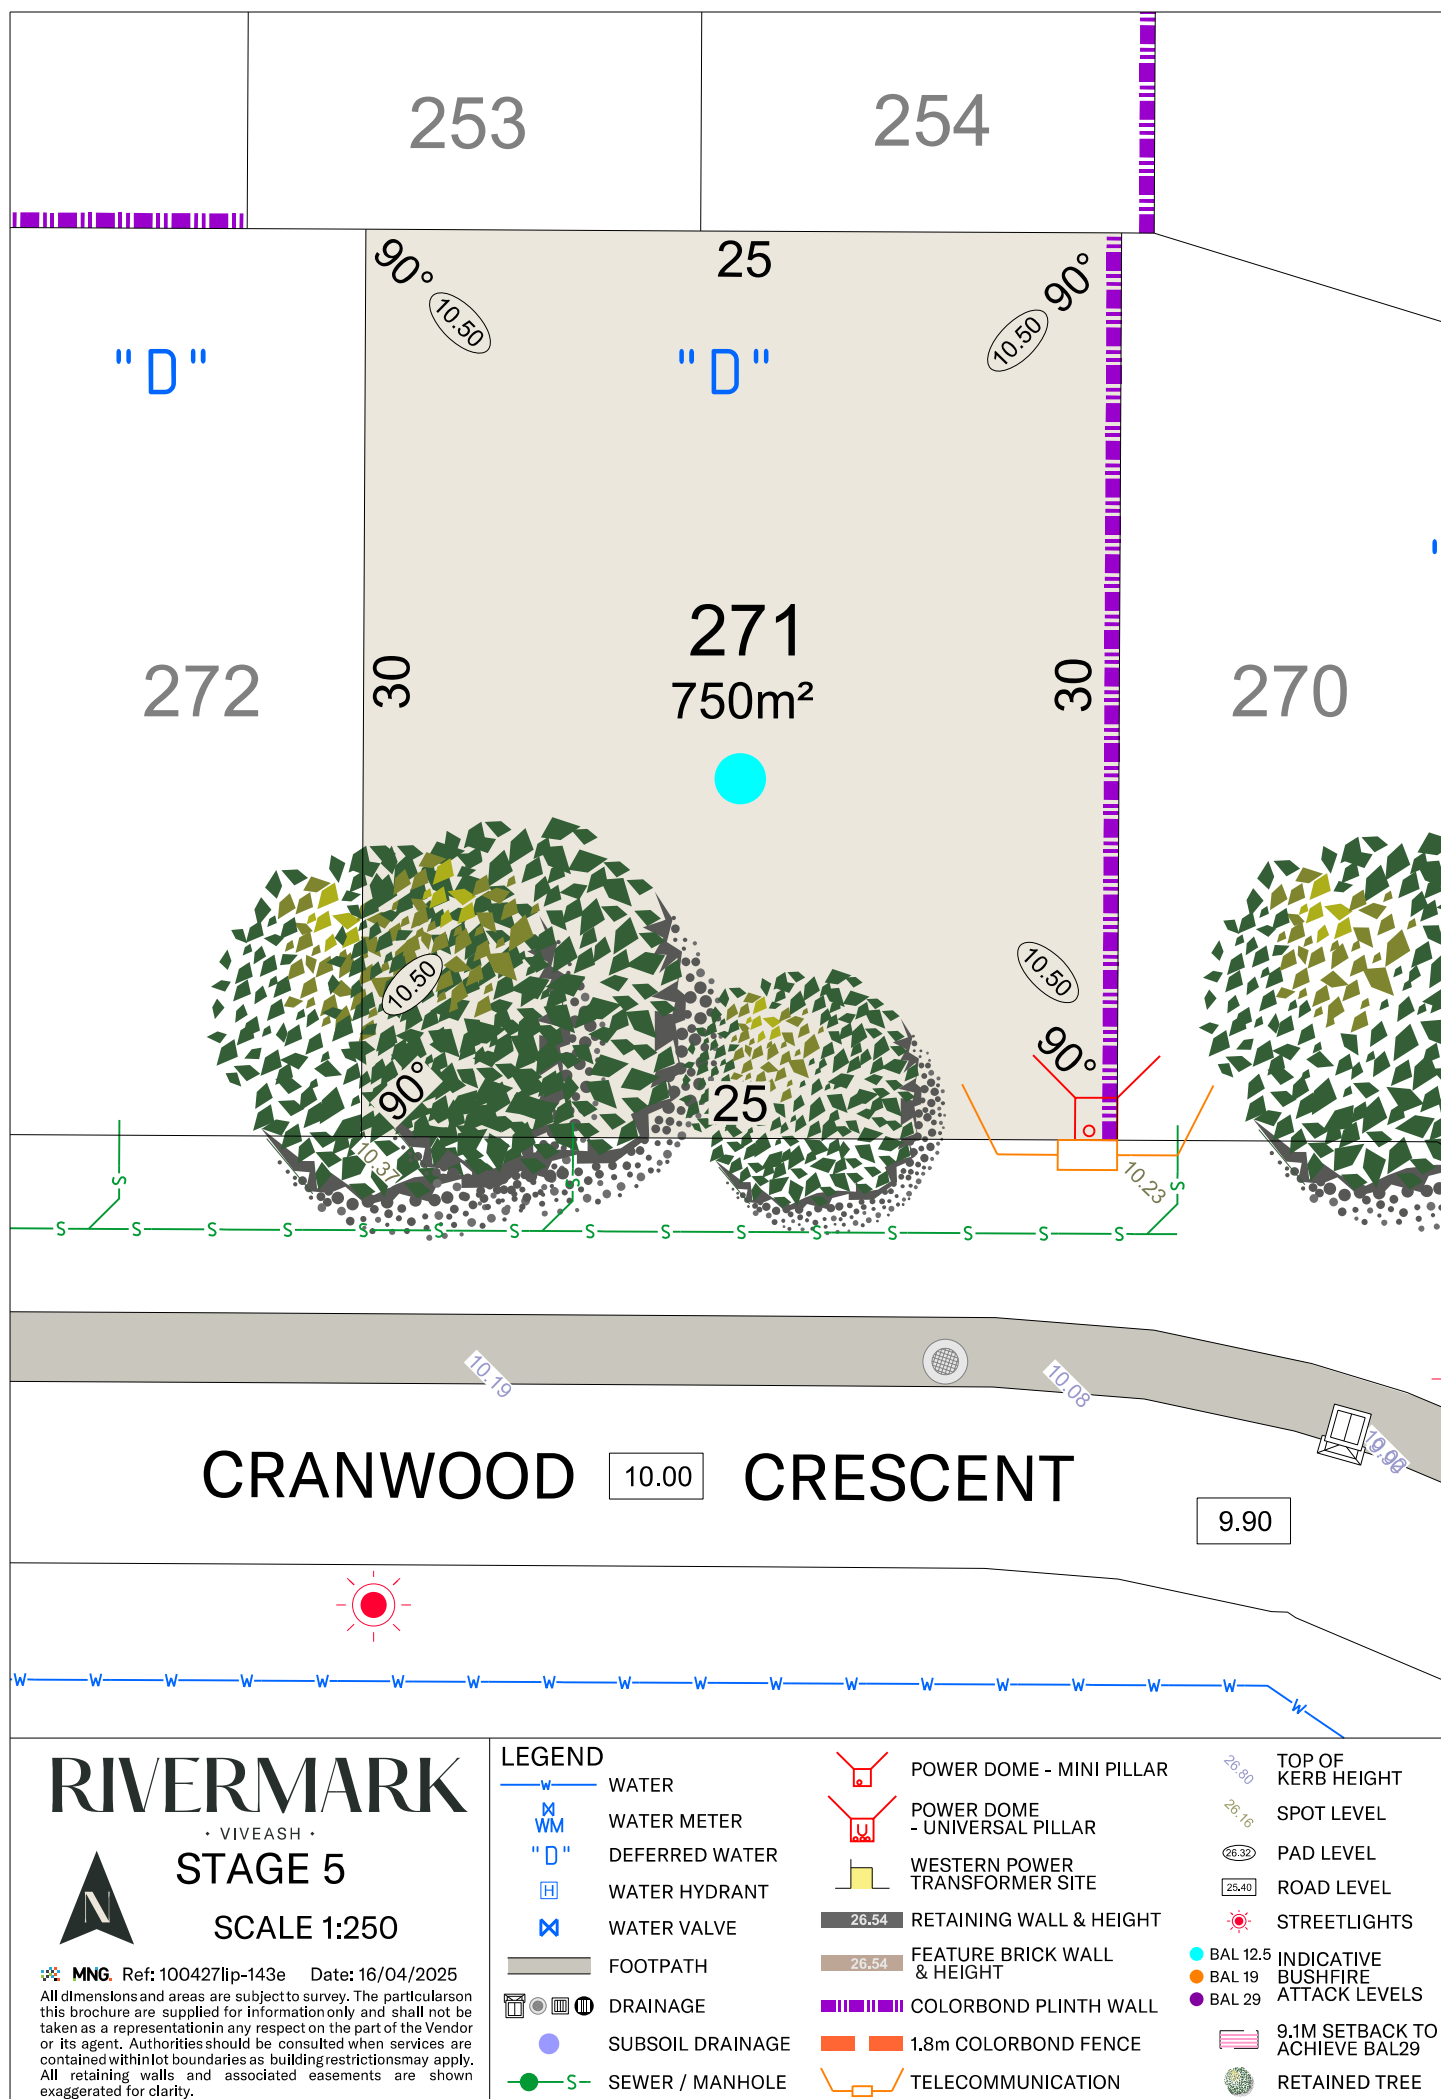 253
254
25
90°
90°
10.50
10.50
"D"
"D"
271
750m²
30
30
272
270
10.50
10.50
90°
90°
25
10.37
10.23
S
S
S
S S S S S S S S S S S S S S S
10.19
10.08
CRANWOOD 10.00 CRESCENT
9.90
W W W W W W W W W W W W W W W W W W
RIVERMARK
· VIVEASH ·
STAGE 5
N
SCALE 1:250
MNG. Ref: 100427lip-143e Date: 16/04/2025
All dimensions and areas are subject to survey. The particulars on
this brochure are supplied for information only and shall not be
taken as a representation in any respect on the part of the Vendor
or its agent. Authorities should be consulted when services are
contained within lot boundaries as building restrictions may apply.
All retaining walls and associated easements are shown
exaggerated for clarity.
LEGEND
W WATER
WM WATER METER
"D" DEFERRED WATER
H WATER HYDRANT
WATER VALVE
FOOTPATH
DRAINAGE
SUBSOIL DRAINAGE
S SEWER / MANHOLE
POWER DOME - MINI PILLAR
U POWER DOME
- UNIVERSAL PILLAR
WESTERN POWER
TRANSFORMER SITE
26.54 RETAINING WALL & HEIGHT
26.54 FEATURE BRICK WALL
& HEIGHT
COLORBOND PLINTH WALL
1.8m COLORBOND FENCE
TELECOMMUNICATION
26.80 TOP OF
KERB HEIGHT
26.16 SPOT LEVEL
26.32 PAD LEVEL
25.40 ROAD LEVEL
STREETLIGHTS
BAL 12.5
BAL 19
BAL 29
INDICATIVE
BUSHFIRE
ATTACK LEVELS
9.1M SETBACK TO
ACHIEVE BAL29
RETAINED TREE